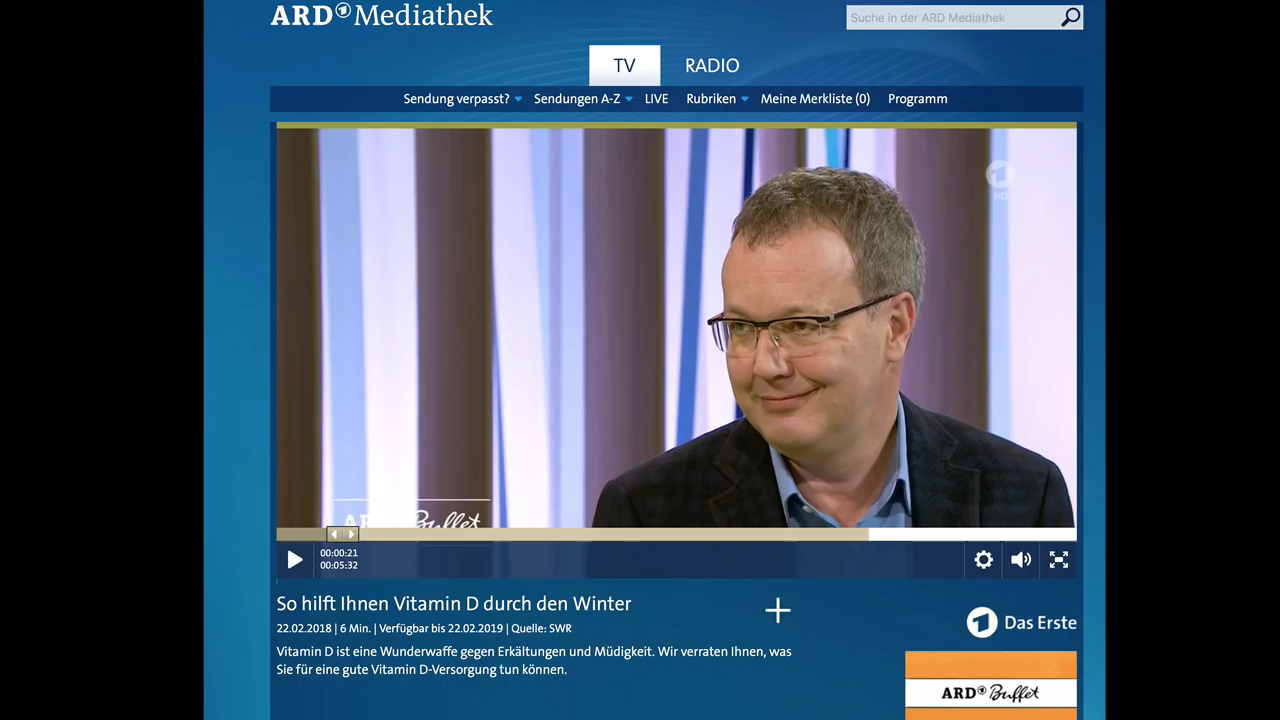 ARD Mediathek
Suche in der ARD Mediathek
TV RADIO
Sendung verpasst? Sendungen A-Z LIVE Rubriken Meine Merkliste (0) Programm
HD
ARD Buffet
00:00:21
00:05:32
So hilft Ihnen Vitamin D durch den Winter
22.02.2018 | 6 Min. | Verfügbar bis 22.02.2019 | Quelle: SWR
Vitamin D ist eine Wunderwaffe gegen Erkältungen und Müdigkeit. Wir verraten Ihnen, was
Sie für eine gute Vitamin D-Versorgung tun können.
Das Erste
ARD Buffet